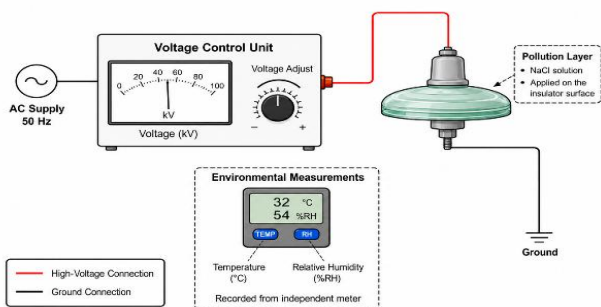 Voltage Control Unit
0 20 40 60 80 100
kV
Voltage (kV)
Voltage Adjust
− +
AC Supply
50 Hz
Pollution Layer
• NaCl solution
• Applied on the
insulator surface
Environmental Measurements
32 °C
54 %RH
TEMP RH
Temperature
(°C)
Relative Humidity
(%RH)
Recorded from independent meter
Ground
High-Voltage Connection
Ground Connection